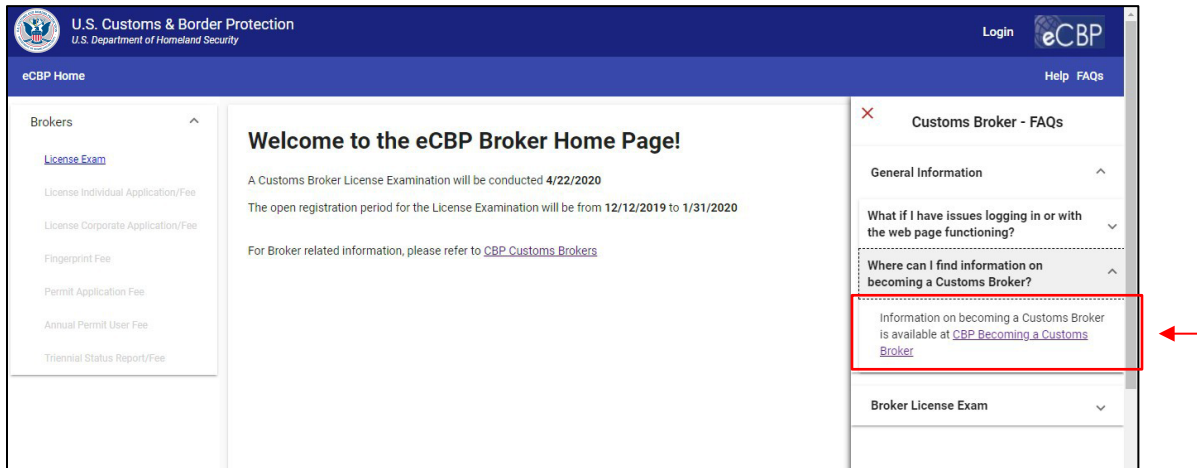 U.S. Customs & Border Protection
U.S. Department of Homeland Security
Login
eCBP
eCBP Home
Help FAQs
Brokers
License Exam
License Individual Application/Fee
License Corporate Application/Fee
Fingerprint Fee
Permit Application Fee
Annual Permit User Fee
Triennial Status Report/Fee
Welcome to the eCBP Broker Home Page!
A Customs Broker License Examination will be conducted 4/22/2020
The open registration period for the License Examination will be from 12/12/2019 to 1/31/2020
For Broker related information, please refer to CBP Customs Brokers
Customs Broker - FAQs
General Information
What if I have issues logging in or with
the web page functioning?
Where can I find information on
becoming a Customs Broker?
Information on becoming a Customs Broker
is available at CBP Becoming a Customs
Broker
Broker License Exam